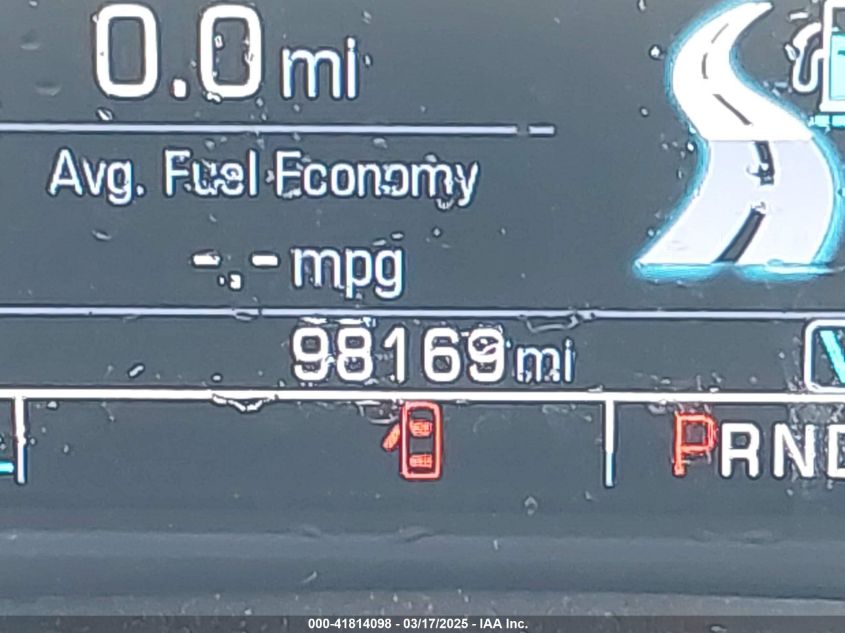 0.0 mi
Avg. Fuel Economy
-.- mpg
98169 mi
PRND
000-41814098 - 03/17/2025 - IAA Inc.